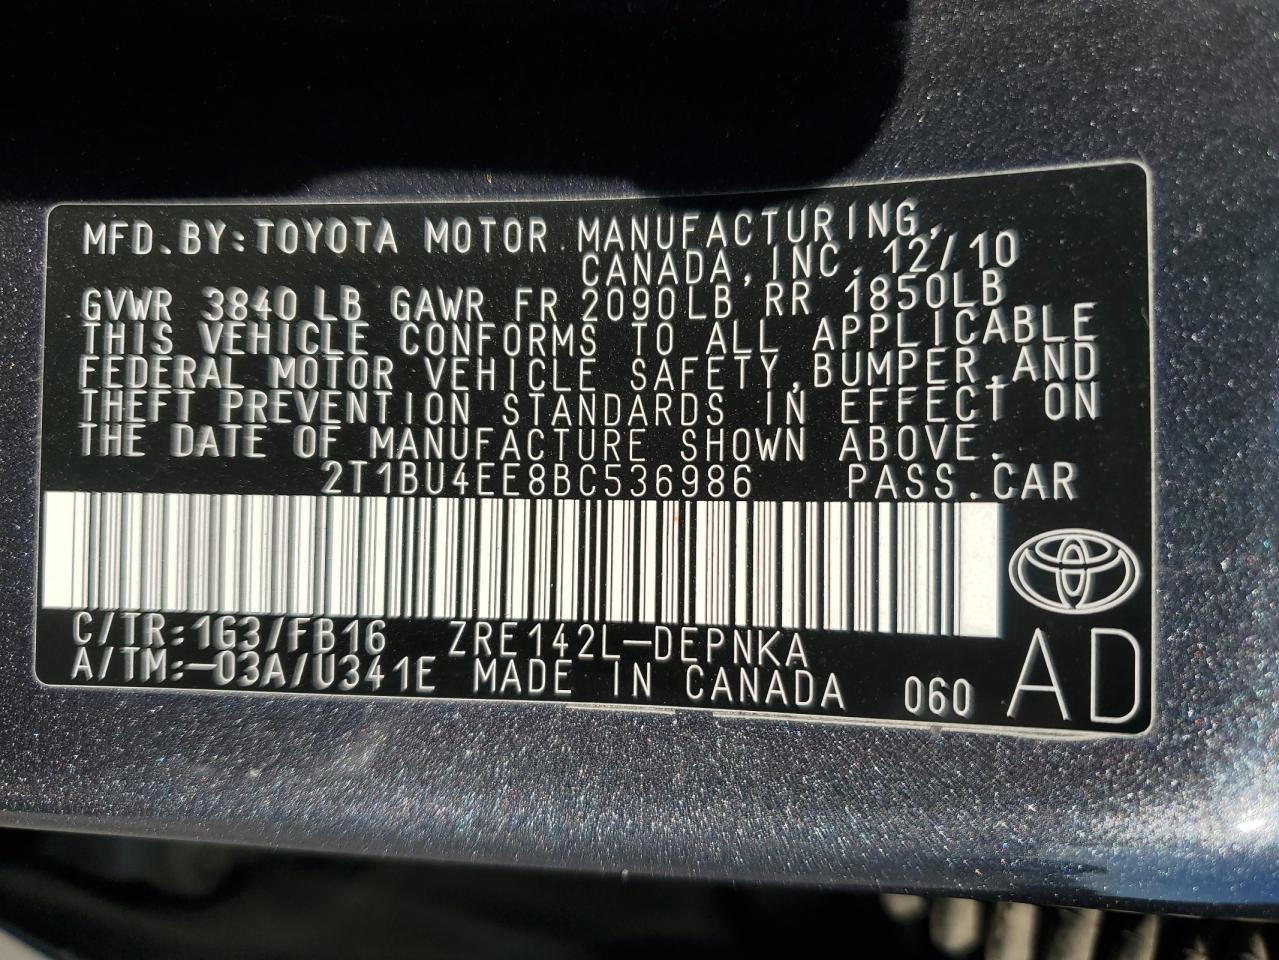 MFD.BY:TOYOTA MOTOR MANUFACTURING,
CANADA,INC. 12/10
GVWR 3840LB GAWR FR 2090LB RR 1850LB
THIS VEHICLE CONFORMS TO ALL APPLICABLE
FEDERAL MOTOR VEHICLE SAFETY,BUMPER,AND
THEFT PREVENTION STANDARDS IN EFFECT ON
THE DATE OF MANUFACTURE SHOWN ABOVE.
2T1BU4EE8BC536986 PASS.CAR
C/TR:1G3/FB16 ZRE142L-DEPNKA
A/TM:-03A/U341E MADE IN CANADA 060 AD